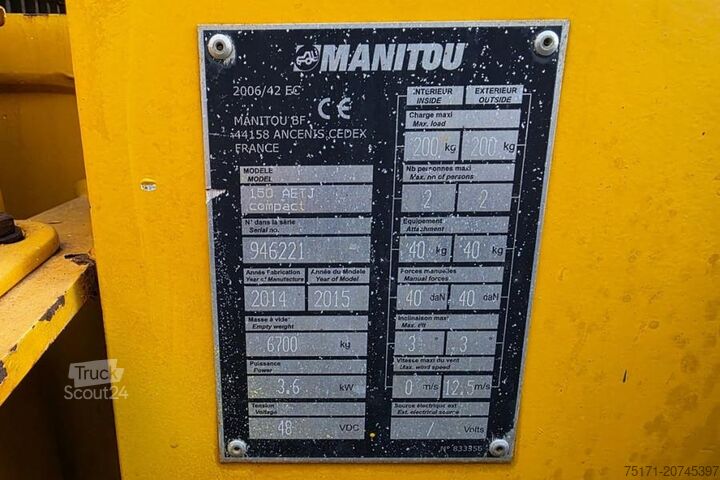 MANITOU
2006/42 EC
CE
MANITOU BF
44158 ANCENIS CEDEX
FRANCE
MODELE
MODEL
150 AETJ
compact
N° dans la série
Serial no.
946221
Année Fabrication
Year of Manufacture
Année du Modele
Year of Model
2014
2015
Masse à vide
Empty weight
6700 kg
Puissance
Power
3.6 kW
Tension
Voltage
48 VDC
INTERIEUR
INSIDE
EXTERIEUR
OUTSIDE
Charge maxi
Max. load
200 kg 200 kg
Nb personnes maxi
Max. nn of persons
2 2
Equipement
Attachment
40 kg 40 kg
Forces manuelles
Manual forces
40 daN 40 daN
Inclinaison max
Max. tilt
3 ° 3 °
Vitesse maxi du vent
Max. wind speed
0 m/s 12.5 m/s
Source électrique ext
Ext. electrical source
/ Volts
N° 833356
Truck
Scout24
75171-20745397